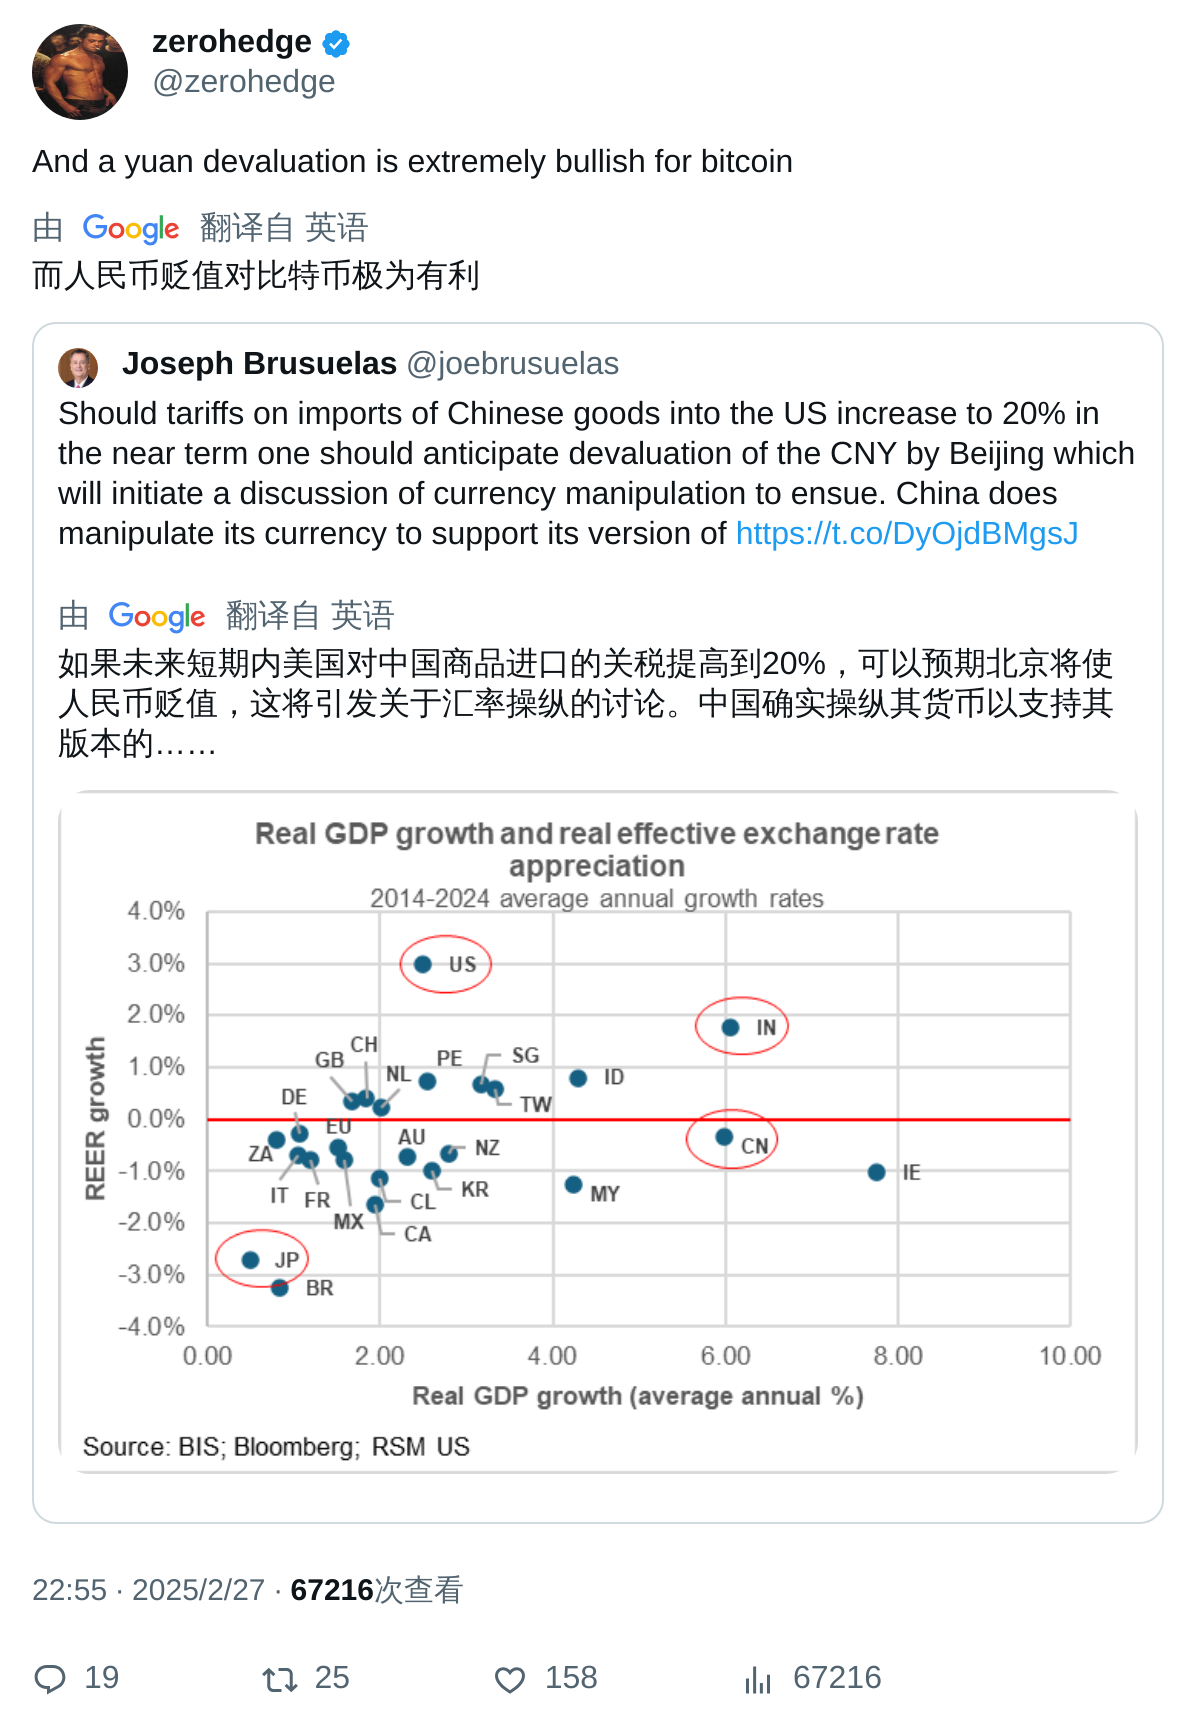 zerohedge
@zerohedge
And a yuan devaluation is extremely bullish for bitcoin
由 Google 翻译自 英语
而人民币贬值对比特币极为有利
Joseph Brusuelas @joebrusuelas
Should tariffs on imports of Chinese goods into the US increase to 20% in
the near term one should anticipate devaluation of the CNY by Beijing which
will initiate a discussion of currency manipulation to ensue. China does
manipulate its currency to support its version of https://t.co/DyOjdBMgsJ
由 Google 翻译自 英语
如果未来短期内美国对中国商品进口的关税提高到20%，可以预期北京将使
人民币贬值，这将引发关于汇率操纵的讨论。中国确实操纵其货币以支持其
版本的……
Real GDP growth and real effective exchange rate
appreciation
2014-2024 average annual growth rates
4.0%
3.0%
2.0%
1.0%
0.0%
-1.0%
-2.0%
-3.0%
-4.0%
REER growth
US
IN
CH
GB
NL
PE
SG
ID
DE
TW
EU
ZA
AU
NZ
CN
IE
IT
FR
MX
CL
KR
MY
CA
JP
BR
0.00 2.00 4.00 6.00 8.00 10.00
Real GDP growth (average annual %)
Source: BIS; Bloomberg; RSM US
22:55 · 2025/2/27 · 67216次查看
19 25 158 67216